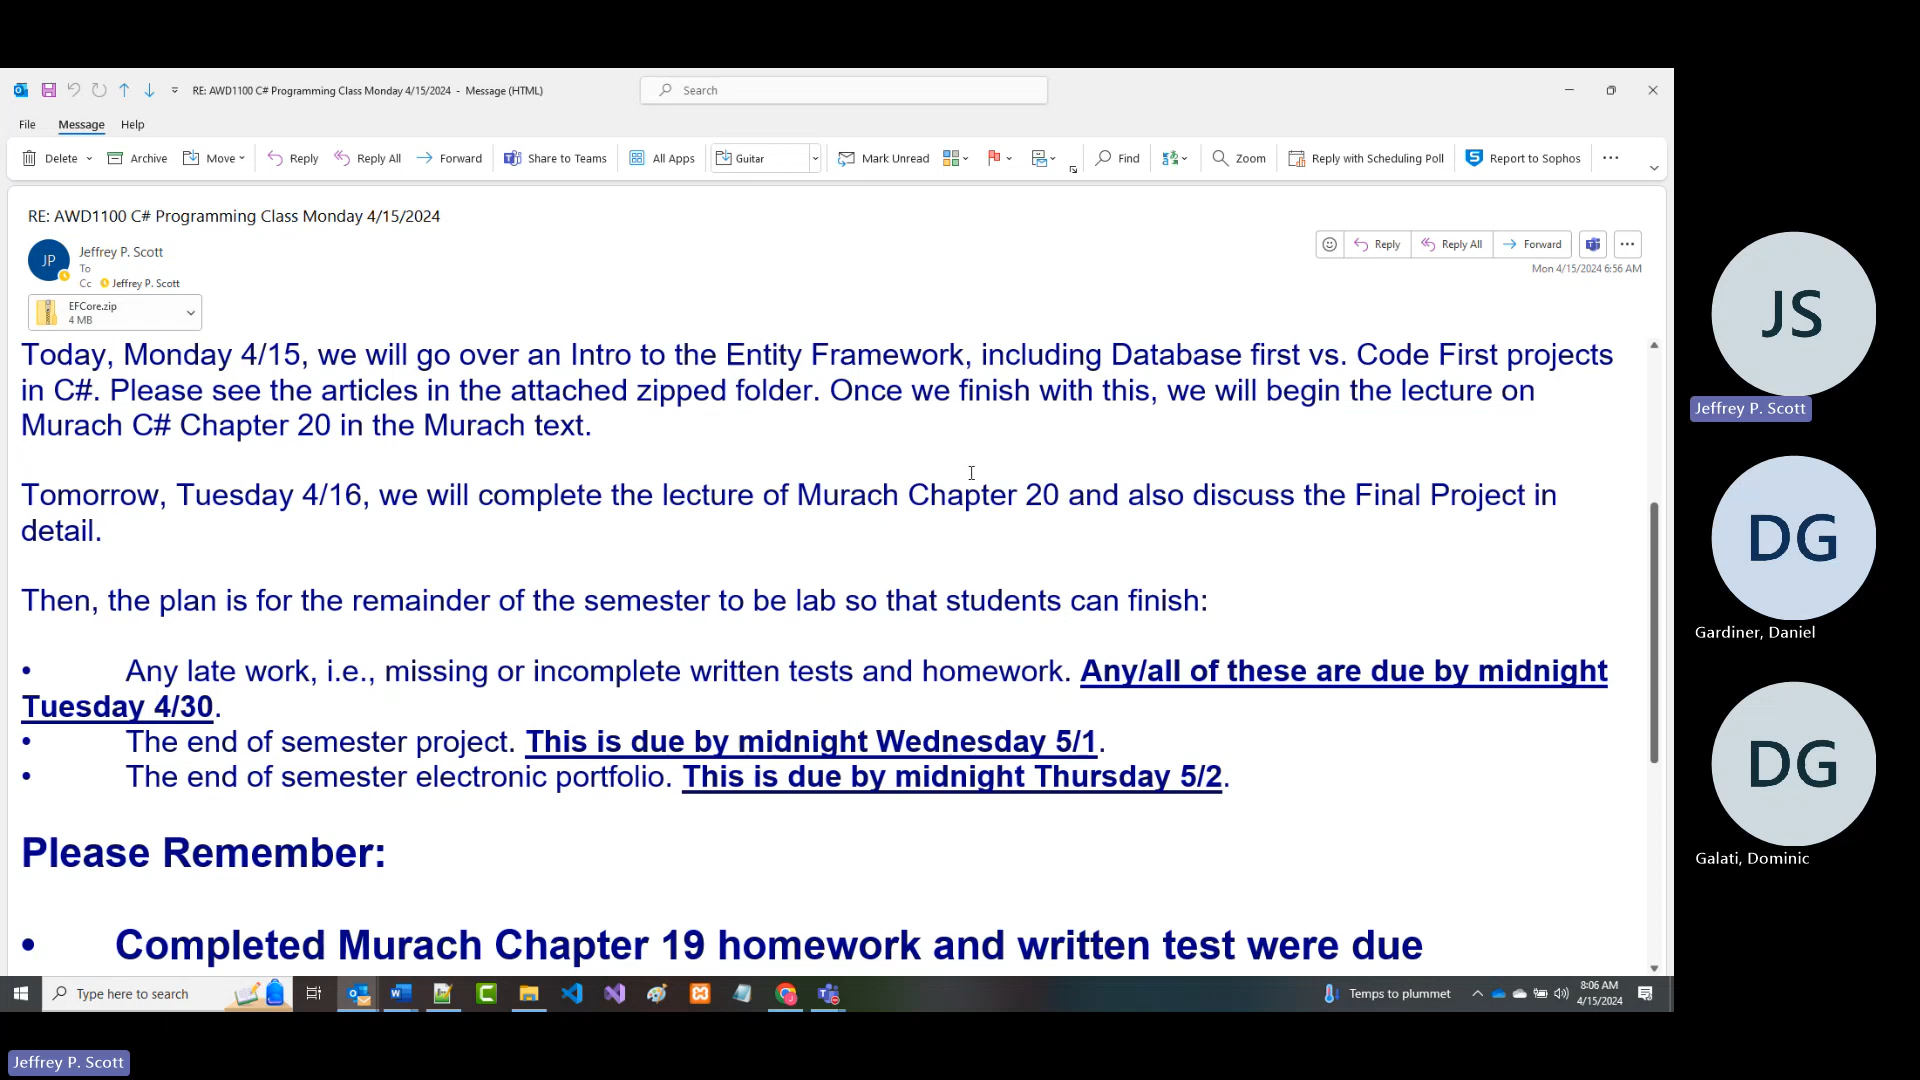 RE: AWD1100 C# Programming Class Monday 4/15/2024 - Message (HTML)
Search
File Message Help
Delete Archive Move Reply Reply All Forward Share to Teams All Apps Guitar Mark Unread Find Zoom Reply with Scheduling Poll Report to Sophos
RE: AWD1100 C# Programming Class Monday 4/15/2024
JP
Jeffrey P. Scott
To
Cc Jeffrey P. Scott
Reply Reply All Forward
Mon 4/15/2024 6:56 AM
EFCore.zip
4 MB
Today, Monday 4/15, we will go over an Intro to the Entity Framework, including Database first vs. Code First projects
in C#. Please see the articles in the attached zipped folder. Once we finish with this, we will begin the lecture on
Murach C# Chapter 20 in the Murach text.
Tomorrow, Tuesday 4/16, we will complete the lecture of Murach Chapter 20 and also discuss the Final Project in
detail.
Then, the plan is for the remainder of the semester to be lab so that students can finish:
• Any late work, i.e., missing or incomplete written tests and homework. Any/all of these are due by midnight
Tuesday 4/30.
• The end of semester project. This is due by midnight Wednesday 5/1.
• The end of semester electronic portfolio. This is due by midnight Thursday 5/2.
Please Remember:
• Completed Murach Chapter 19 homework and written test were due
Type here to search
Temps to plummet
8:06 AM
4/15/2024
JS
Jeffrey P. Scott
DG
Gardiner, Daniel
DG
Galati, Dominic
Jeffrey P. Scott